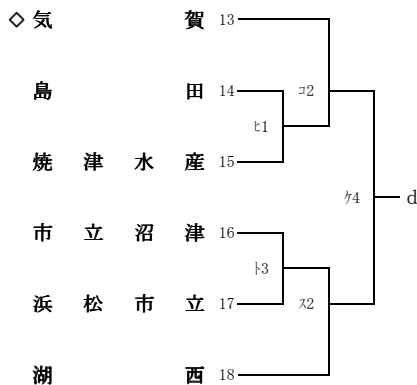 ◇気賀 13
島田 14
ｺ2
ﾋ1
焼津水産 15
ｹ4 d
市立沼津 16
ﾄ3
浜松市立 17
ｽ2
湖西 18